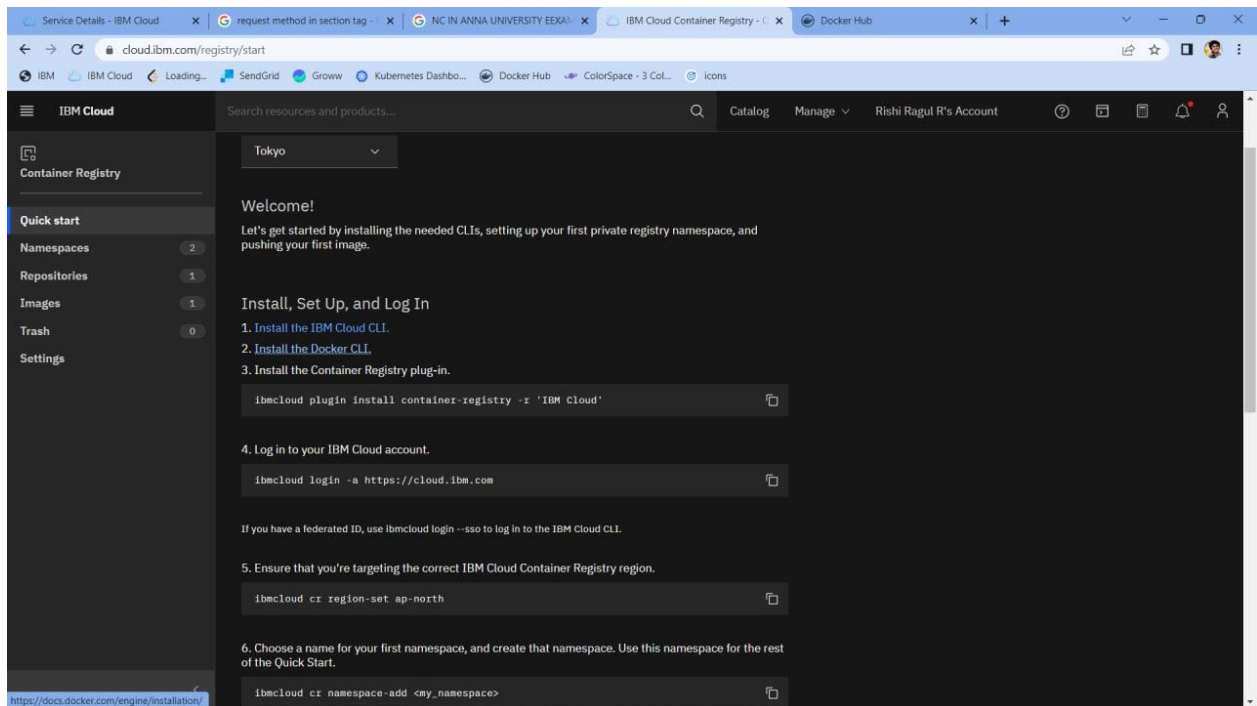 Service Details - IBM Cloud
request method in section tag -
NC IN ANNA UNIVERSITY EEXAM
IBM Cloud Container Registry - C
Docker Hub
cloud.ibm.com/registry/start
IBM
IBM Cloud
Loading...
SendGrid
Groww
Kubernetes Dashbo...
Docker Hub
ColorSpace - 3 Col...
icons
IBM Cloud
Search resources and products...
Catalog
Manage
Rishi Ragul R's Account
Container Registry
Quick start
Namespaces 2
Repositories 1
Images 1
Trash 0
Settings
Tokyo
Welcome!
Let's get started by installing the needed CLIs, setting up your first private registry namespace, and
pushing your first image.
Install, Set Up, and Log In
1. Install the IBM Cloud CLI.
2. Install the Docker CLI.
3. Install the Container Registry plug-in.
ibmcloud plugin install container-registry -r 'IBM Cloud'
4. Log in to your IBM Cloud account.
ibmcloud login -a https://cloud.ibm.com
If you have a federated ID, use ibmcloud login --sso to log in to the IBM Cloud CLI.
5. Ensure that you're targeting the correct IBM Cloud Container Registry region.
ibmcloud cr region-set ap-north
6. Choose a name for your first namespace, and create that namespace. Use this namespace for the rest
of the Quick Start.
ibmcloud cr namespace-add <my_namespace>
https://docs.docker.com/engine/installation/